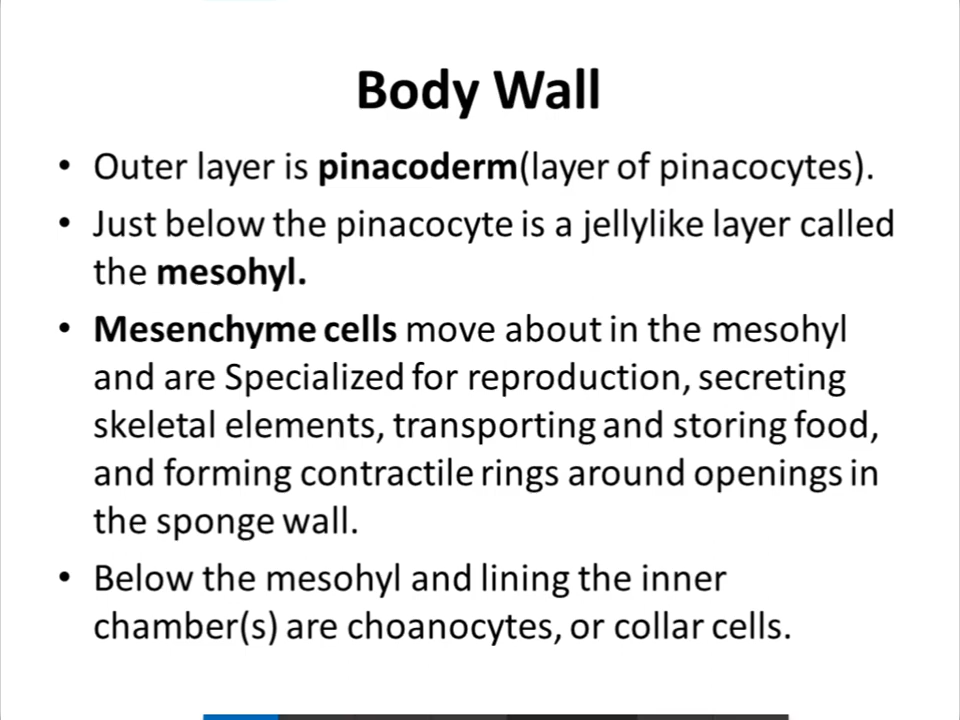 Body Wall
• Outer layer is pinacoderm(layer of pinacocytes).
• Just below the pinacocyte is a jellylike layer called
the mesohyl.
• Mesenchyme cells move about in the mesohyl
and are Specialized for reproduction, secreting
skeletal elements, transporting and storing food,
and forming contractile rings around openings in
the sponge wall.
• Below the mesohyl and lining the inner
chamber(s) are choanocytes, or collar cells.